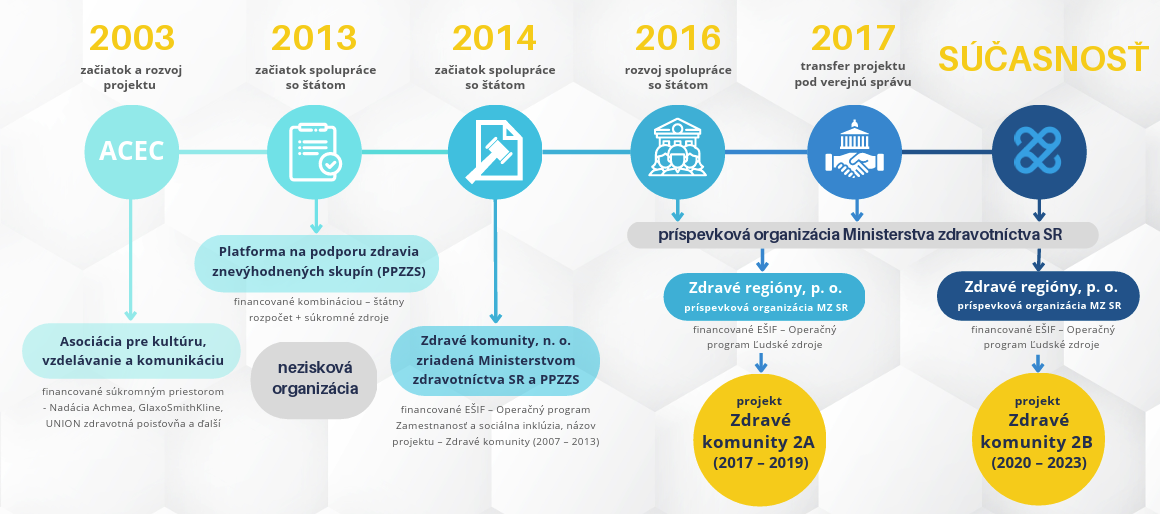 2003
začiatok a rozvoj
projektu
ACEC
Asociácia pre kultúru,
vzdelávanie a komunikáciu
financované súkromným priestorom
- Nadácia Achmea, GlaxoSmithKline,
UNION zdravotná poisťovňa a ďalší
2013
začiatok spolupráce
so štátom
Platforma na podporu zdravia
znevýhodnených skupín (PPZZS)
financované kombináciou – štátny
rozpočet + súkromné zdroje
nezisková
organizácia
2014
začiatok spolupráce
so štátom
Zdravé komunity, n. o.
zriadená Ministerstvom
zdravotníctva SR a PPZZS
financované EŠIF – Operačný program
Zamestnanosť a sociálna inklúzia, názov
projektu – Zdravé komunity (2007 – 2013)
2016
rozvoj spolupráce
so štátom
2017
transfer projektu
pod verejnú správu
SÚČASNOSŤ
príspevková organizácia Ministerstva zdravotníctva SR
Zdravé regióny, p. o.
príspevková organizácia MZ SR
financované EŠIF – Operačný
program Ľudské zdroje
projekt
Zdravé
komunity 2A
(2017 – 2019)
Zdravé regióny, p. o.
príspevková organizácia MZ SR
financované EŠIF – Operačný
program Ľudské zdroje
projekt
Zdravé
komunity 2B
(2020 – 2023)